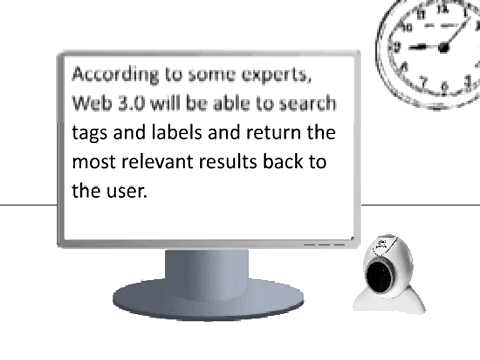 According to some experts,
Web 3.0 will be able to search
tags and labels and return the
most relevant results back to
the user.